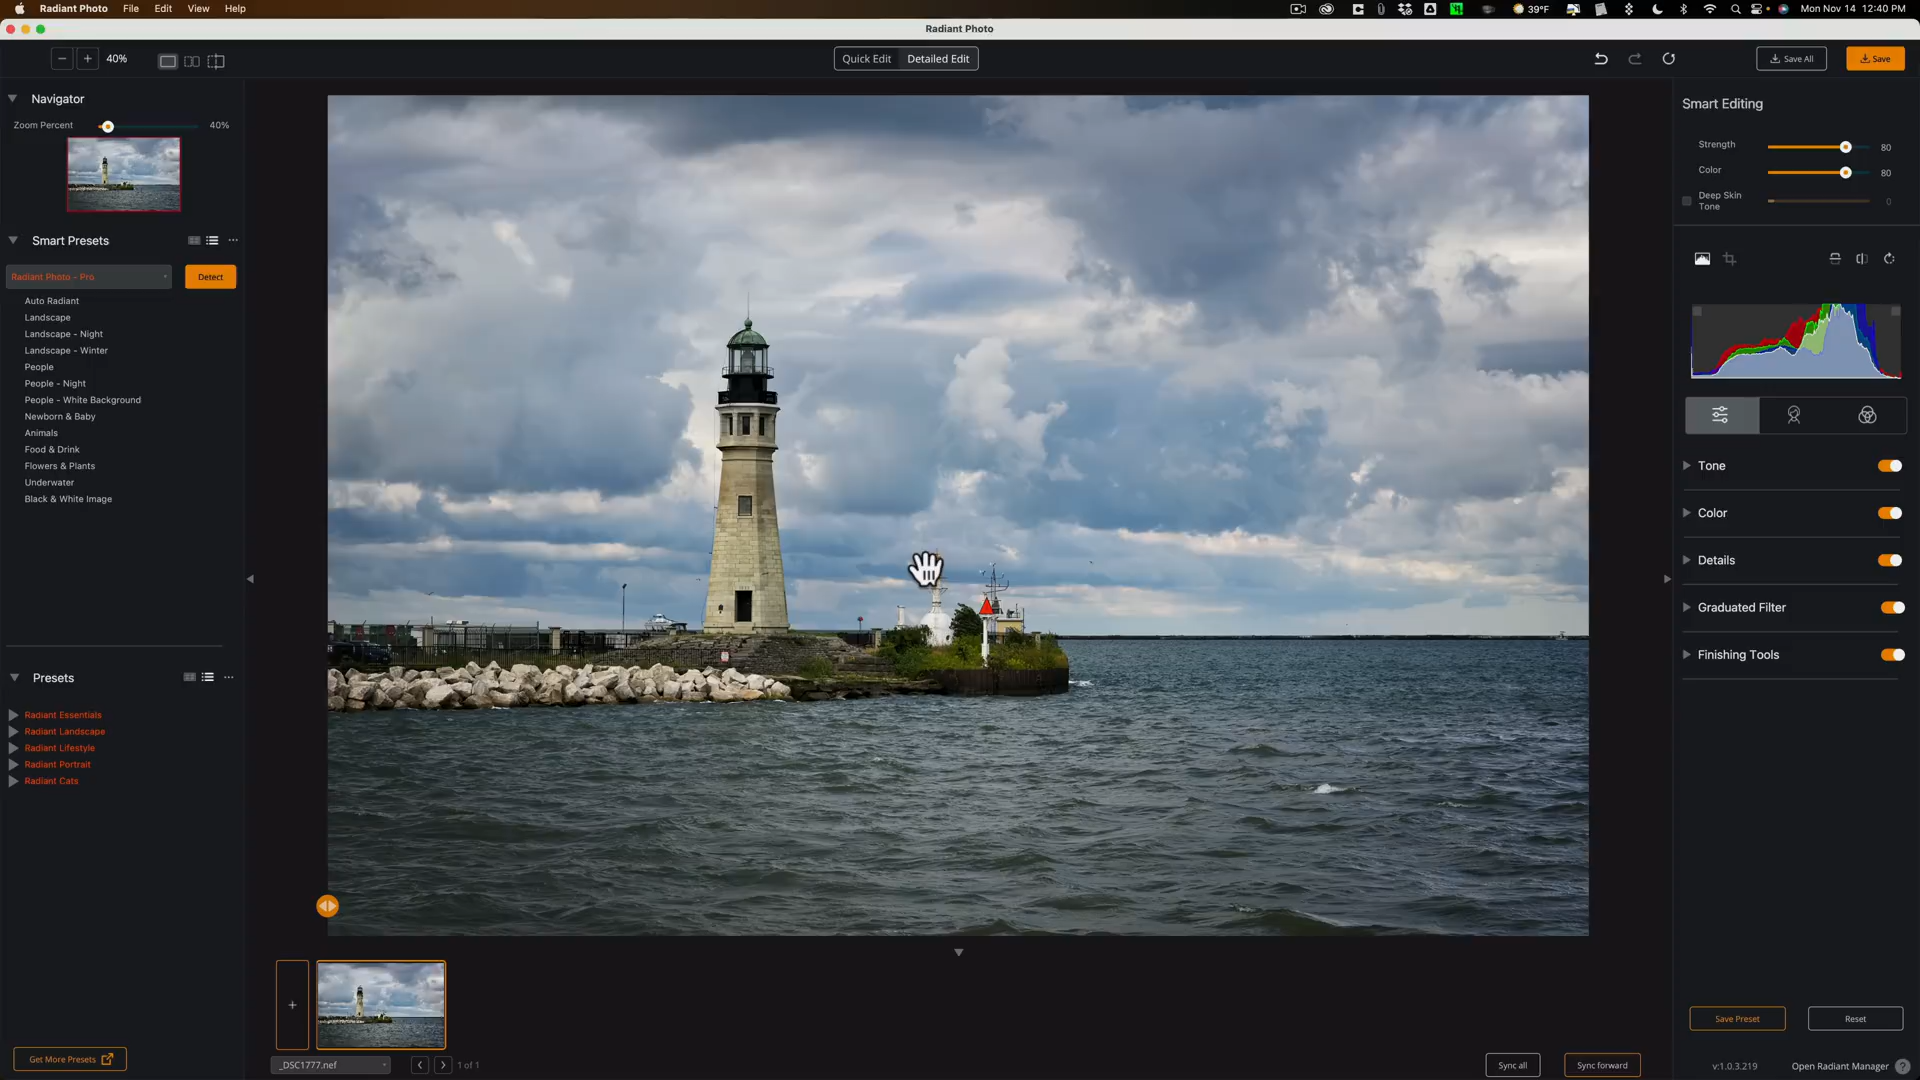 Radiant Photo File Edit View Help 39°F Mon Nov 14 12:40 PM
Radiant Photo
40% Quick Edit Detailed Edit Save All Save
Navigator
Zoom Percent 40%
Smart Presets
Radiant Photo - Pro Detect
Auto Radiant
Landscape
Landscape - Night
Landscape - Winter
People
People - Night
People - White Background
Newborn & Baby
Animals
Food & Drink
Flowers & Plants
Underwater
Black & White Image
Presets
Radiant Essentials
Radiant Landscape
Radiant Lifestyle
Radiant Portrait
Radiant Cats
Get More Presets
_DSC1777.nef 1 of 1
Sync all Sync forward
Smart Editing
Strength 80
Color 80
Deep Skin
Tone 0
Tone
Color
Details
Graduated Filter
Finishing Tools
Save Preset Reset
v:1.0.3.219 Open Radiant Manager ?